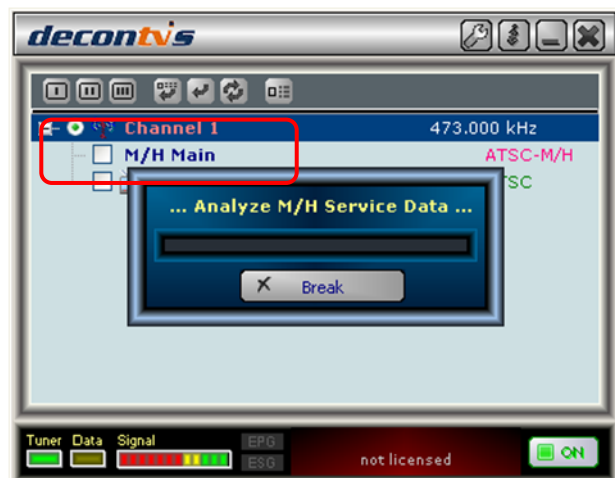 decontvis
Channel 1 473.000 kHz
M/H Main ATSC-M/H
TSC
... Analyze M/H Service Data ...
Break
Tuner Data Signal EPG
ESG
not licensed
ON